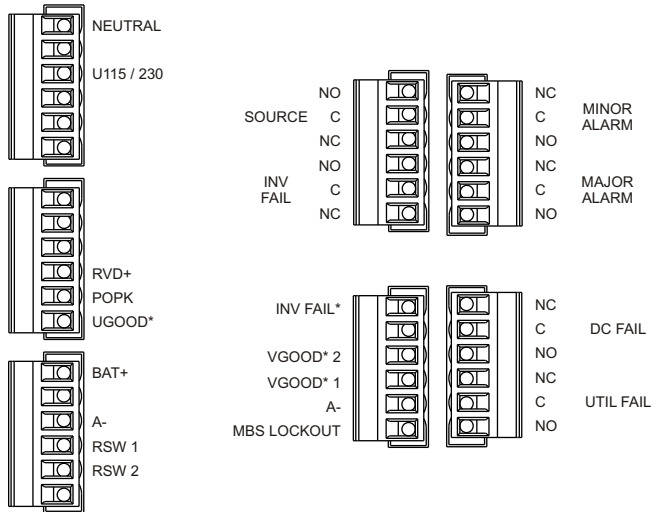 NEUTRAL
U115 / 230
RVD+
POPK
UGOOD*
BAT+
A-
RSW 1
RSW 2
NO
SOURCE C
NC
NO
INV
FAIL
C
NC
NC
C
NO
MINOR
ALARM
NC
C
NO
MAJOR
ALARM
INV FAIL*
VGOOD* 2
VGOOD* 1
A-
MBS LOCKOUT
NC
C DC FAIL
NO
NC
C UTIL FAIL
NO